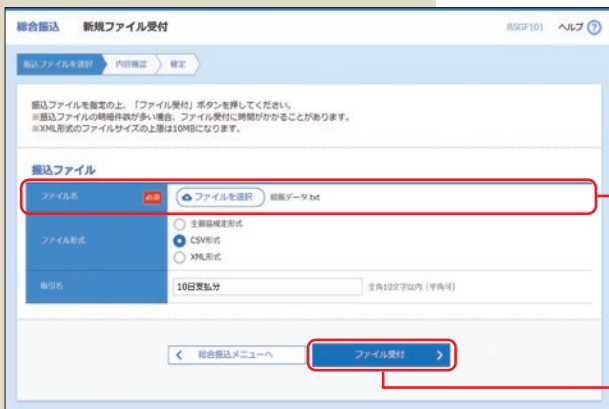 総合振込 新規ファイル受付 BSGF101 ヘルプ ?
振込ファイルを選択 内容確認 確定
振込ファイルを指定の上、「ファイル受付」ボタンを押してください。
※振込ファイルの明細件数が多い場合、ファイル受付に時間がかかることがあります。
※XML形式のファイルサイズの上限は10MBになります。
振込ファイル
ファイル名 必須 ファイルを選択 総振データ.txt
ファイル形式 全銀協規定形式
CSV形式
XML形式
取引名 10日支払分 全角10文字以内 [半角可]
総合振込メニューへ ファイル受付